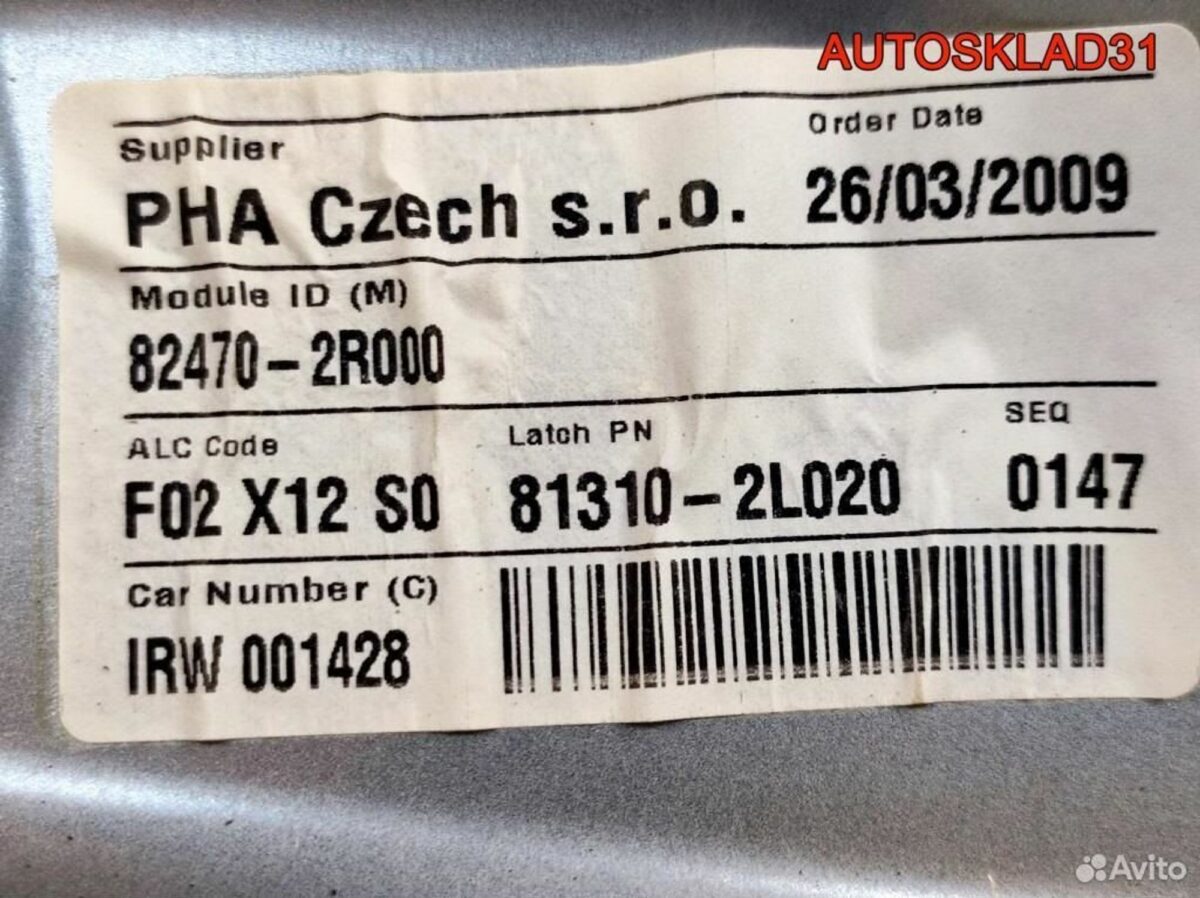 AUTOSKLAD31
Supplier
Order Date
PHA Czech s.r.o. 26/03/2009
Module ID (M)
82470-2R000
ALC Code Latch PN SEQ
F02 X12 S0 81310-2L020 0147
Car Number (C)
IRW 001428
Avito